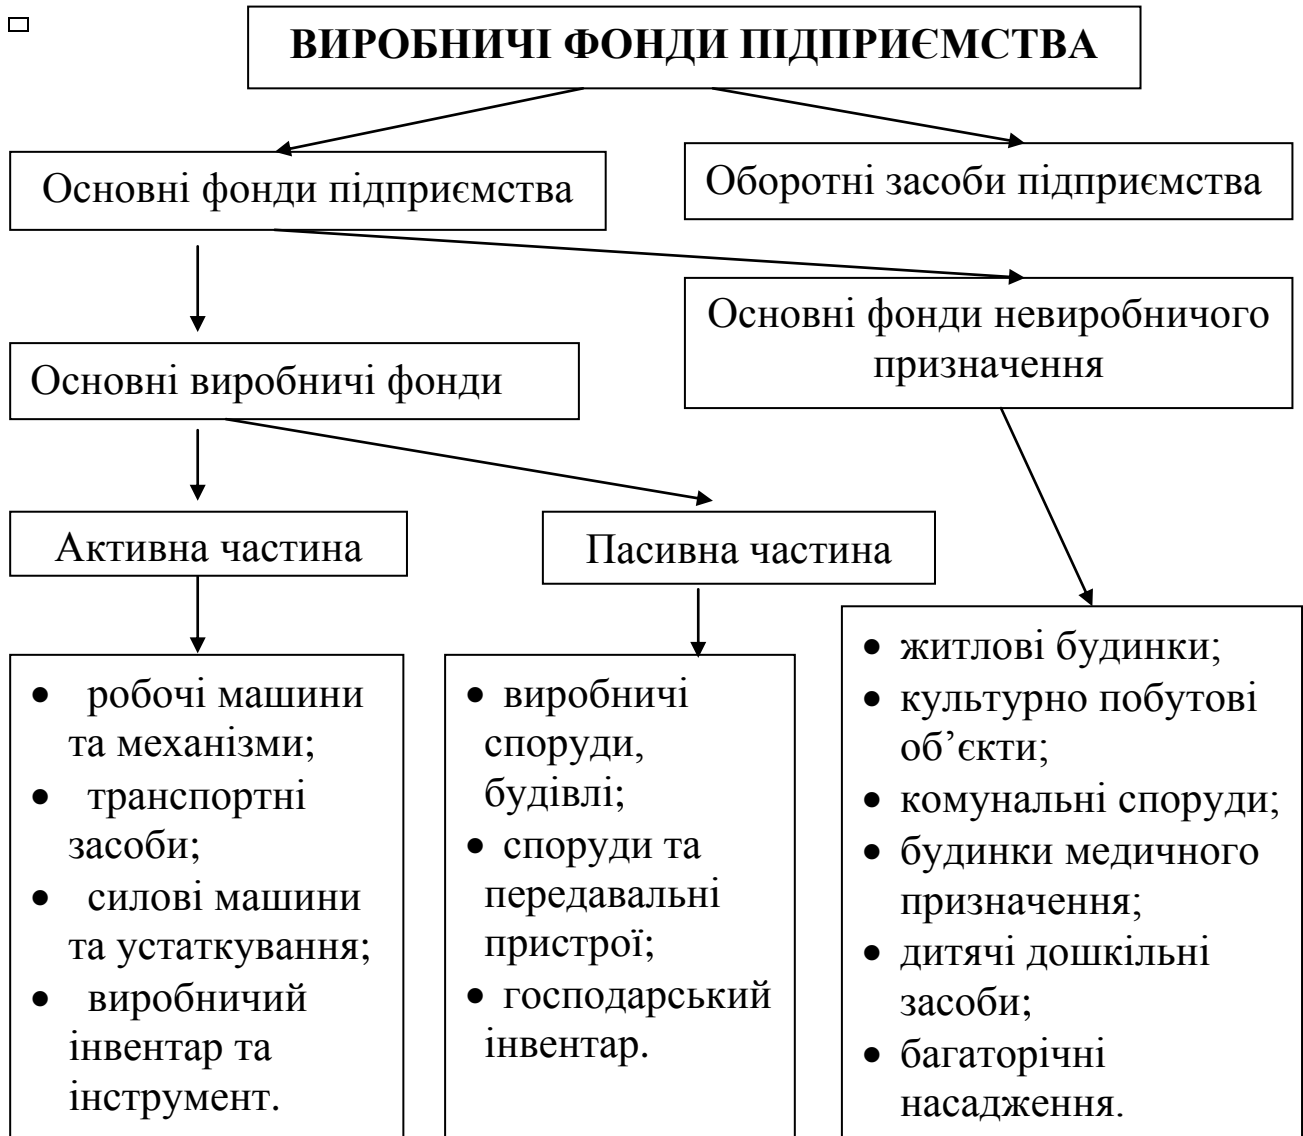 ВИРОБНИЧІ ФОНДИ ПІДПРИЄМСТВА
Основні фонди підприємства
Оборотні засоби підприємства
Основні фонди невиробничого
призначення
Основні виробничі фонди
Активна частина
Пасивна частина
• робочі машини
та механізми;
• транспортні
засоби;
• силові машини
та устаткування;
• виробничий
інвентар та
інструмент.
• виробничі
споруди,
будівлі;
• споруди та
передавальні
пристрої;
• господарський
інвентар.
• житлові будинки;
• культурно побутові
об’єкти;
• комунальні споруди;
• будинки медичного
призначення;
• дитячі дошкільні
засоби;
• багаторічні
насадження.